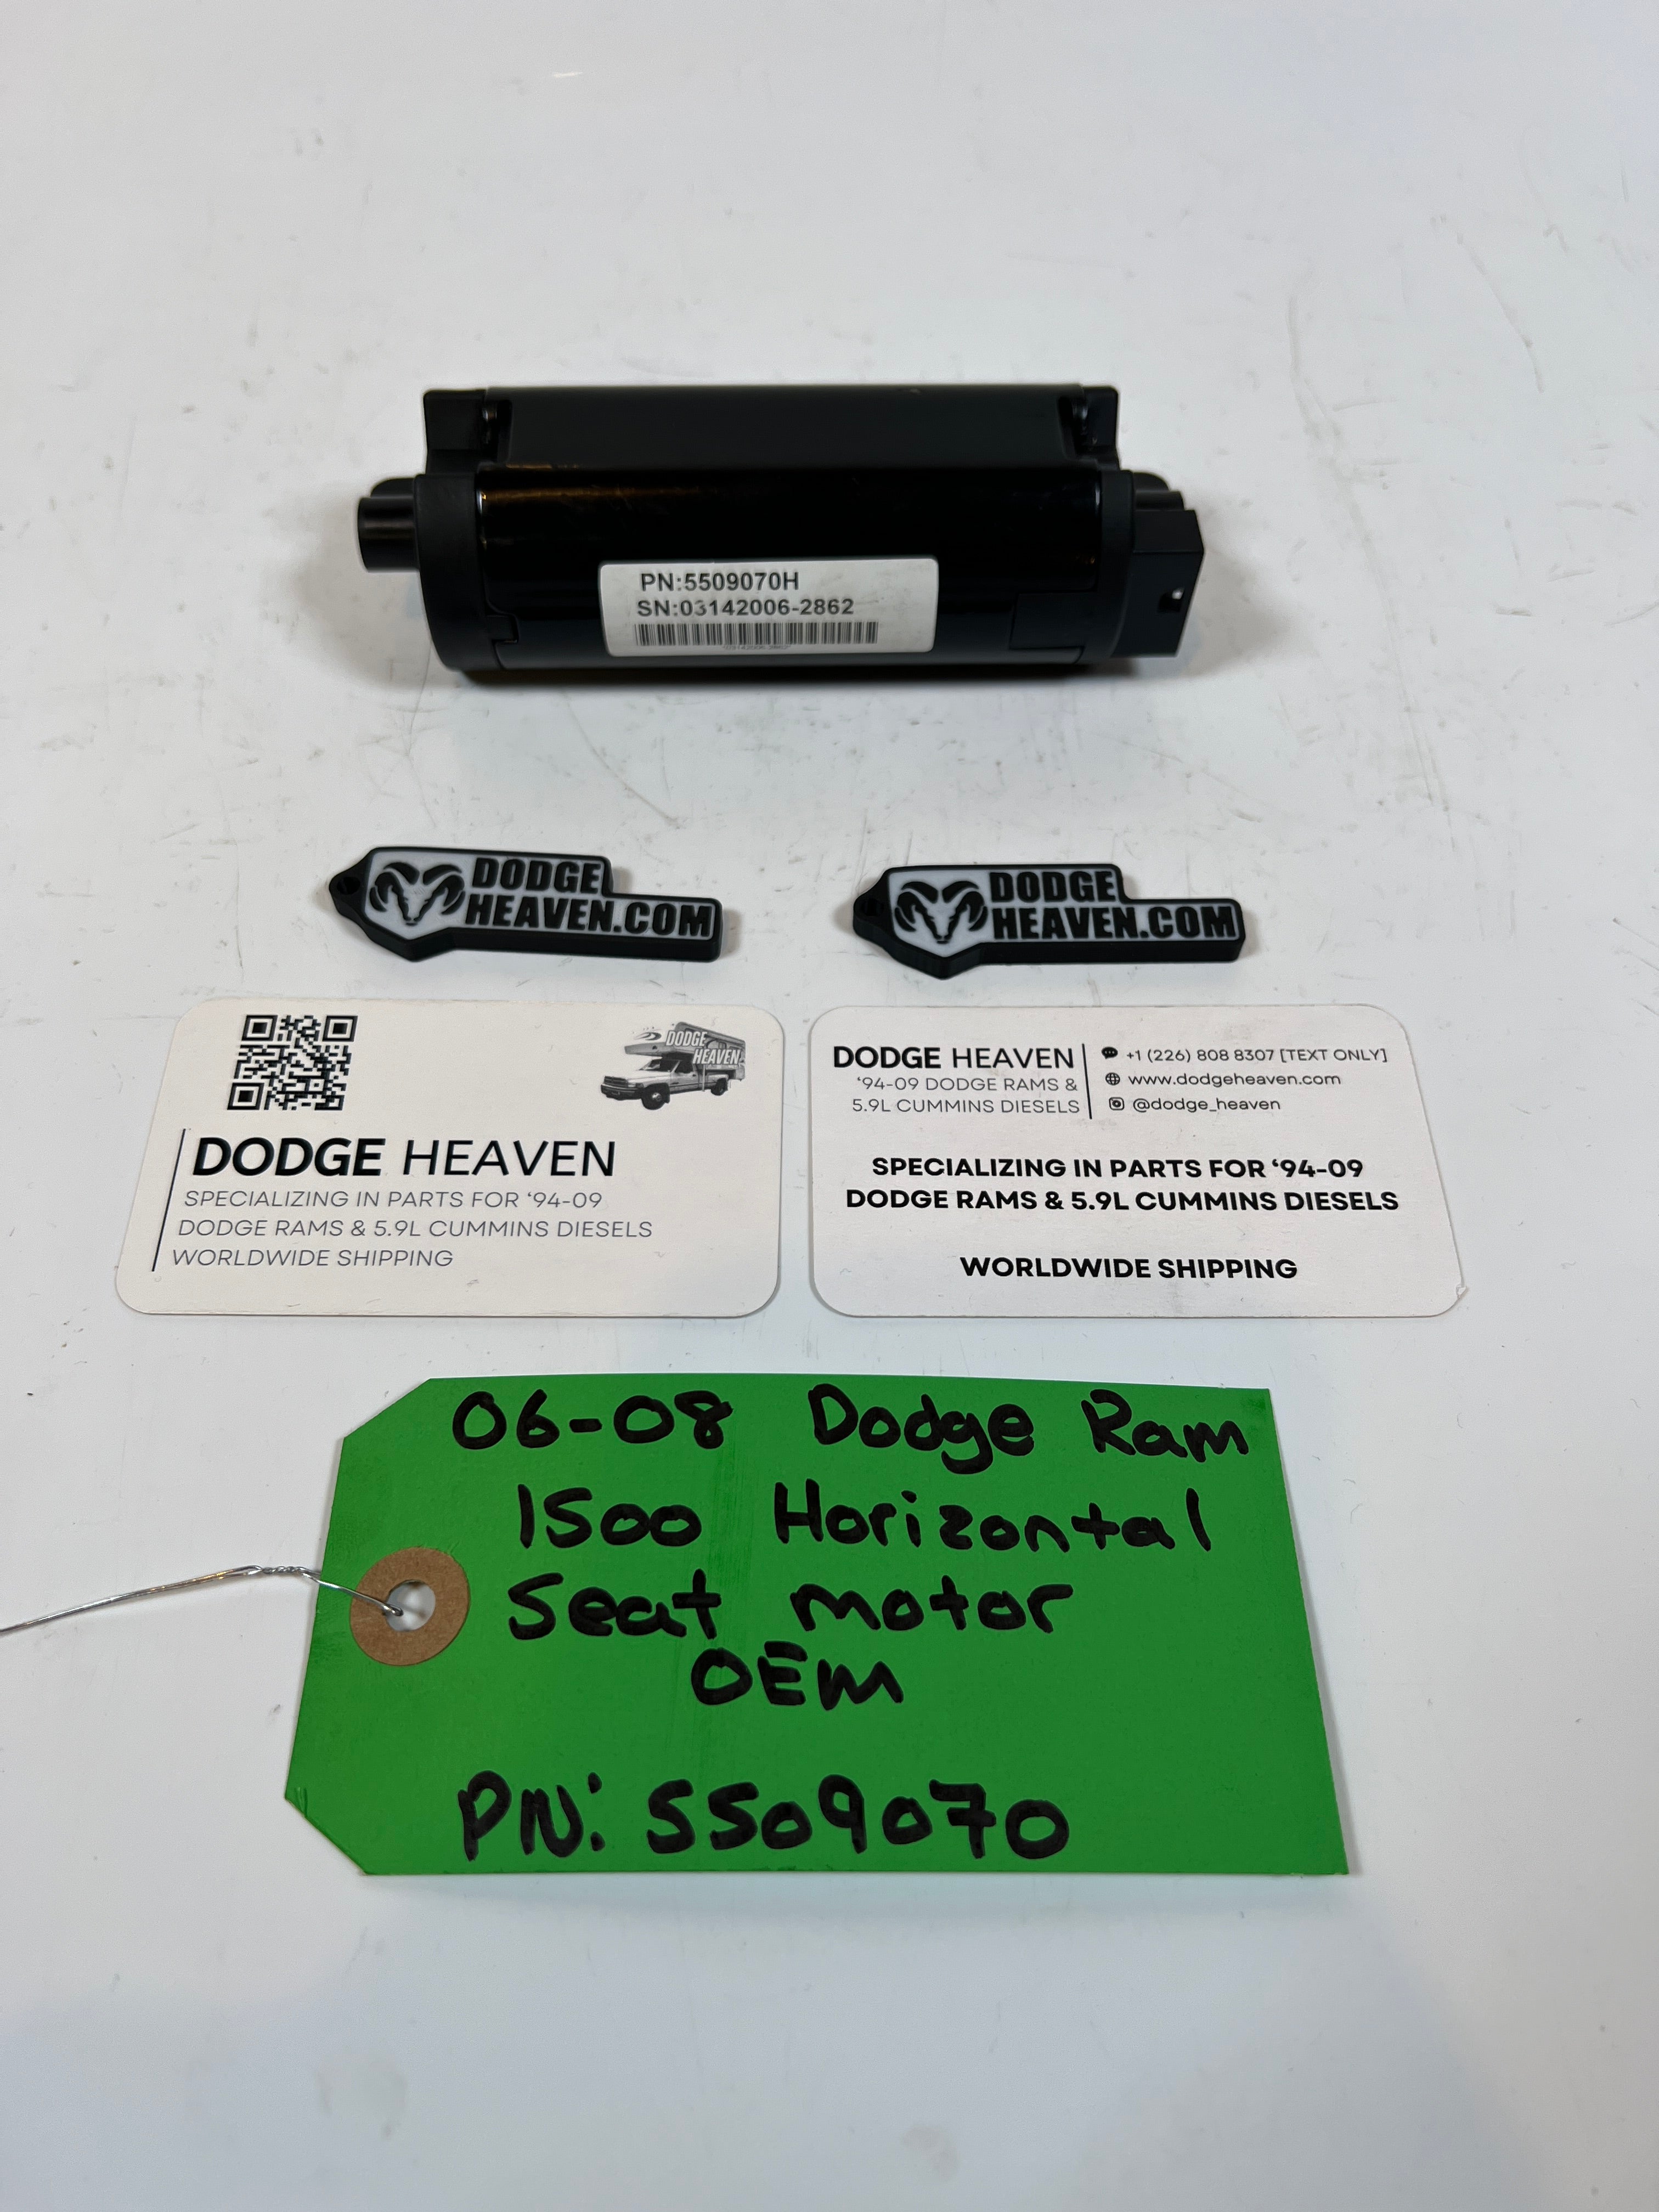 PN:5509070H
SN:03142006-2862
DODGE
HEAVEN.COM
DODGE
HEAVEN.COM
DODGE
HEAVEN
DODGE HEAVEN
SPECIALIZING IN PARTS FOR ‘94-09
DODGE RAMS & 5.9L CUMMINS DIESELS
WORLDWIDE SHIPPING
DODGE HEAVEN
‘94-09 DODGE RAMS &
5.9L CUMMINS DIESELS
+1 (226) 808 8307 [TEXT ONLY]
www.dodgeheaven.com
@dodge_heaven
SPECIALIZING IN PARTS FOR ‘94-09
DODGE RAMS & 5.9L CUMMINS DIESELS
WORLDWIDE SHIPPING
06-08 Dodge Ram
1500 Horizontal
Seat motor
OEM
PN: 5509070